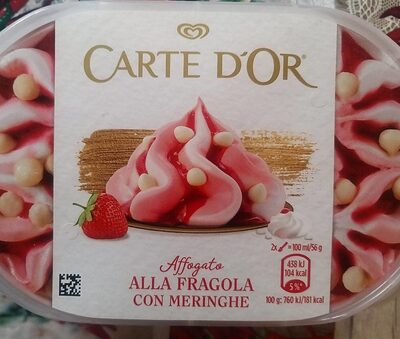 CARTE D'OR®
2x = 100 ml/56 g
Affogato
ALLA FRAGOLA
CON MERINGHE
438 kJ
104 kcal
5%*
100 g: 760 kJ/181 kcal